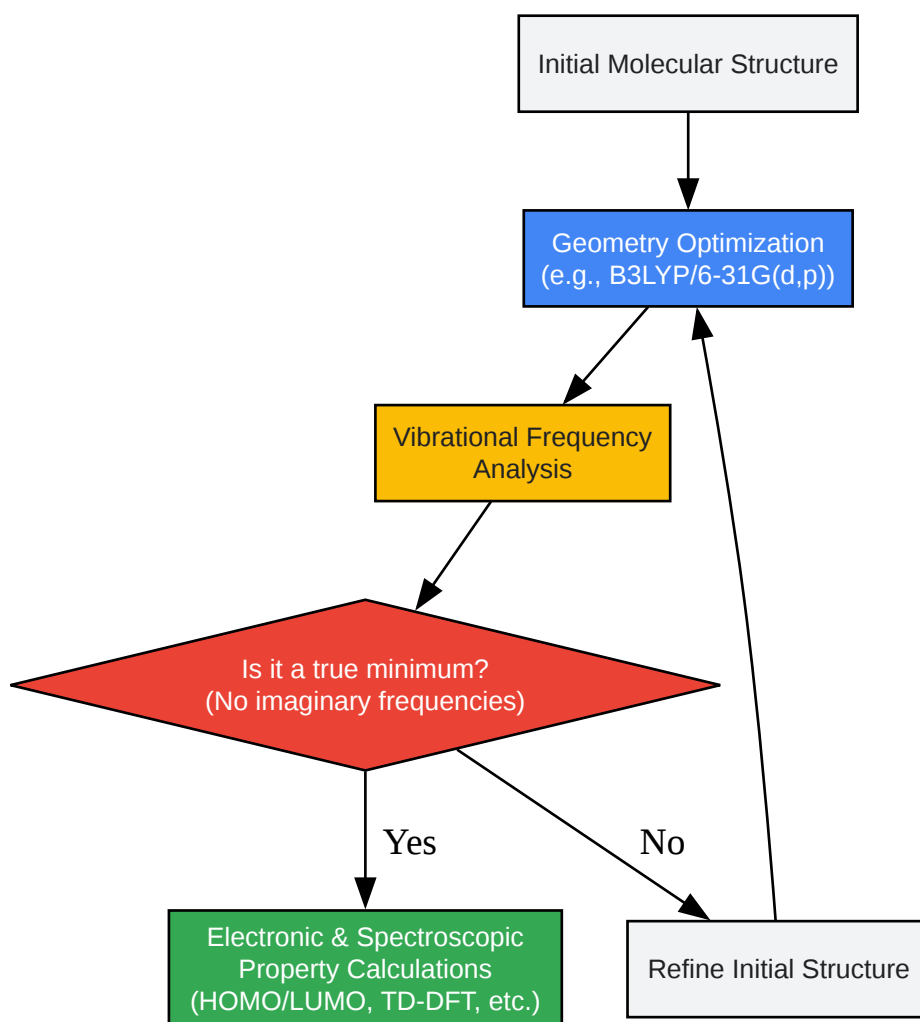 Initial Molecular Structure
Geometry Optimization
(e.g., B3LYP/6-31G(d,p))
Vibrational Frequency
Analysis
Is it a true minimum?
(No imaginary frequencies)
Yes
No
Electronic & Spectroscopic
Property Calculations
(HOMO/LUMO, TD-DFT, etc.)
Refine Initial Structure